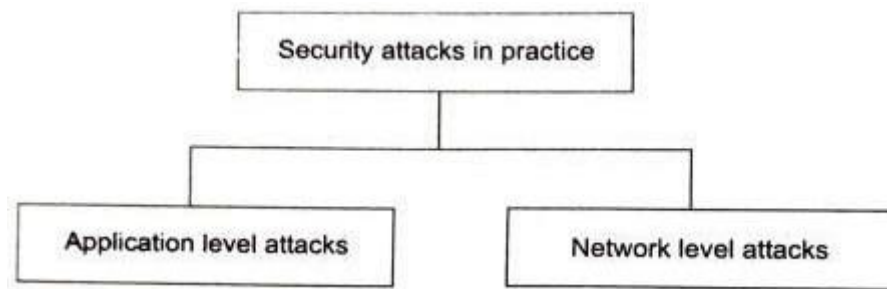 Security attacks in practice
Application level attacks
Network level attacks